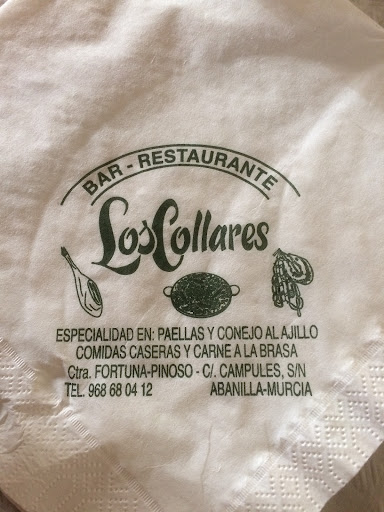 BAR - RESTAURANTE
Los Collares
ESPECIALIDAD EN: PAELLAS Y CONEJO AL AJILLO
COMIDAS CASERAS Y CARNE A LA BRASA
Ctra. FORTUNA-PINOSO - C/. CAMPULES, S/N
TEL. 968 68 04 12 ABANILLA-MURCIA